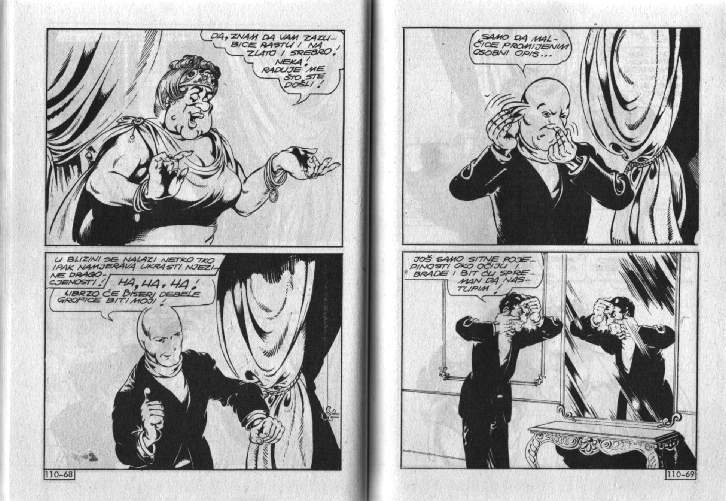 DA, ZNAM DA VAM ZAZU-
BICE RASTU I NA
ZLATO I SREBRO!
NEKA!
RADUJE ME
ŠTO STE
DOŠLI!
U BLIZINI SE NALAZI NETKO TKO
IPAK NAMJERAVA UKRASTI NJEZI-
NE DRAGO-
CJENOSTI!
HA, HA, HA!
UBRZO ĆE BISERI DEBELE
GROFICE BITI MOJI!
110-68
SAMO DA MAL-
ČICE PROMIJENIM
OSOBNI OPIS...
JOŠ SAMO SITNE POJE-
DINOSTI OKO OČIJU I
BRADE I BIT ĆU SPRE-
MAN DA NAS-
TUPIM!
110-69